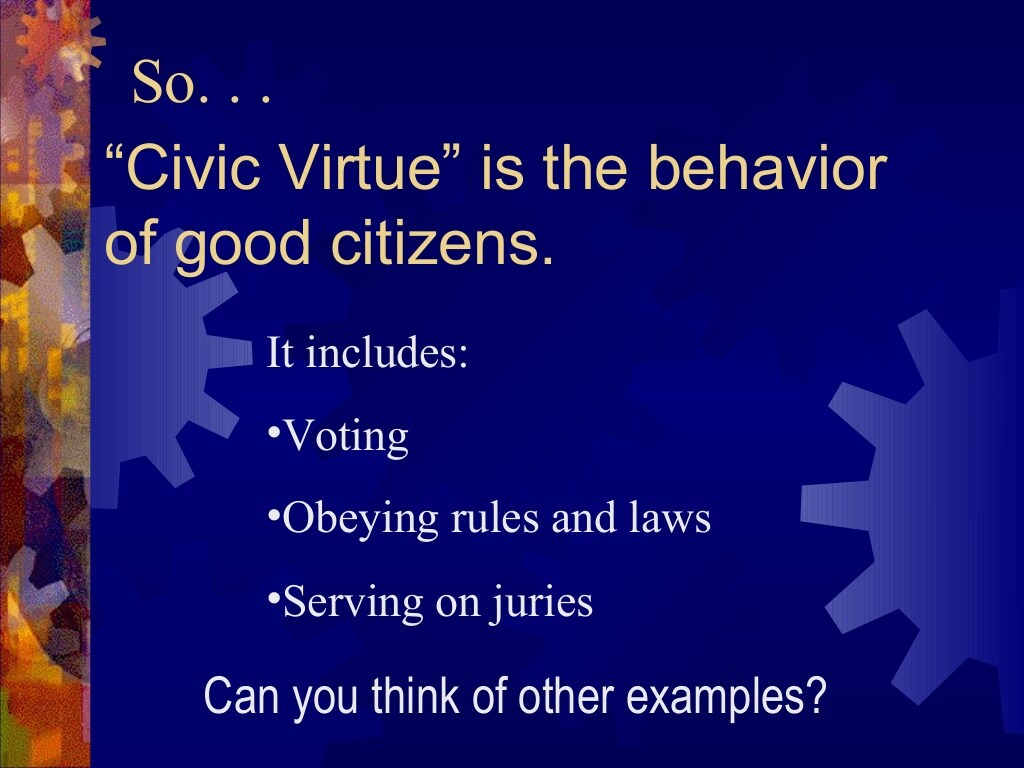 So. . .
“Civic Virtue” is the behavior
of good citizens.
It includes:
•Voting
•Obeying rules and laws
•Serving on juries
Can you think of other examples?